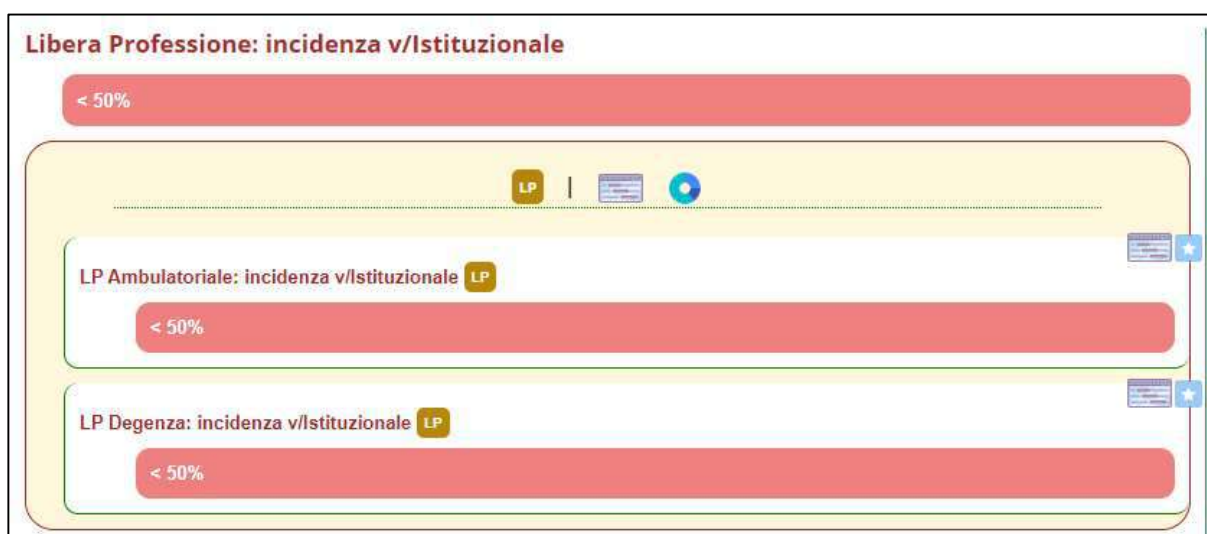 Libera Professione: incidenza v/Istituzionale
< 50%
LP |
LP Ambulatoriale: incidenza v/Istituzionale LP
< 50%
LP Degenza: incidenza v/Istituzionale LP
< 50%